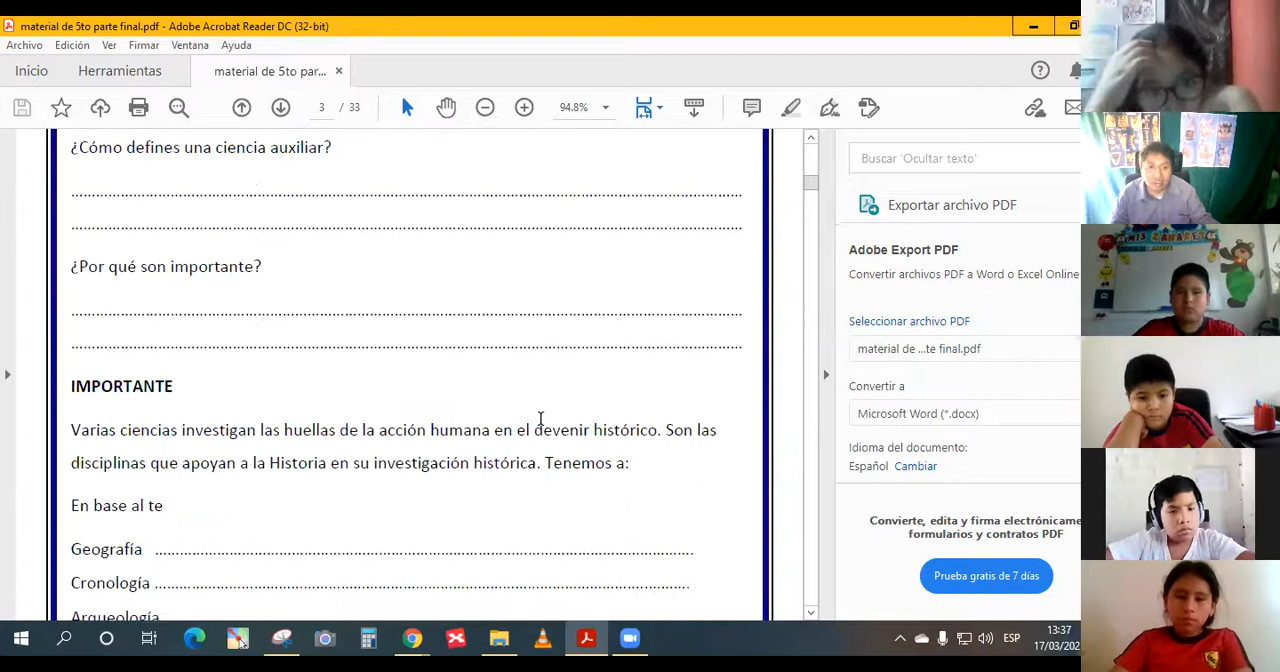 material de 5to parte final.pdf - Adobe Acrobat Reader DC (32-bit)
Archivo Edición Ver Firmar Ventana Ayuda
Inicio Herramientas material de 5to par... ×
3 / 33 94.8%
¿Cómo defines una ciencia auxiliar?
¿Por qué son importante?
IMPORTANTE
Varias ciencias investigan las huellas de la acción humana en el devenir histórico. Son las
disciplinas que apoyan a la Historia en su investigación histórica. Tenemos a:
En base al te
Geografía ........................................................................
Cronología ........................................................................
Arqueología
Buscar 'Ocultar texto'
Exportar archivo PDF
Adobe Export PDF
Convertir archivos PDF a Word o Excel Online
Seleccionar archivo PDF
material de ...te final.pdf
Convertir a
Microsoft Word (*.docx)
Idioma del documento:
Español Cambiar
Convierte, edita y firma electrónicame
formularios y contratos PDF
Prueba gratis de 7 días
ESP
13:37
17/03/202